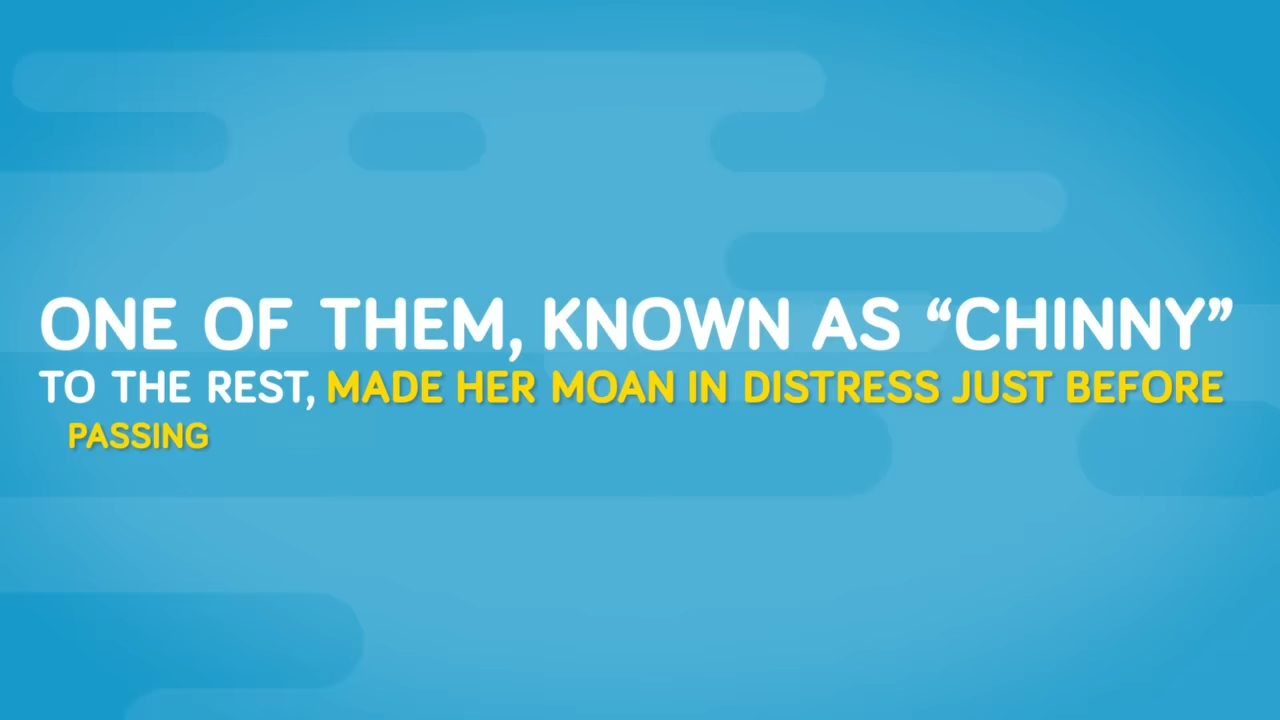 ONE OF THEM, KNOWN AS “CHINNY”
TO THE REST, MADE HER MOAN IN DISTRESS JUST BEFORE
PASSING